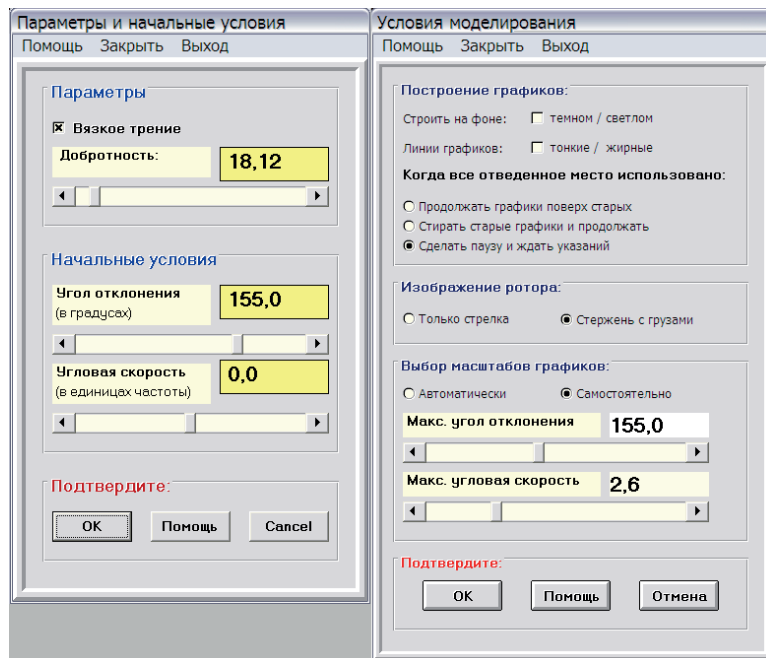 Параметры и начальные условия
Помощь Закрыть Выход
Параметры
Вязкое трение
Добротность:
18,12
Начальные условия
Угол отклонения
(в градусах)
155,0
Угловая скорость
(в единицах частоты)
0,0
Подтвердите:
OK Помощь Cancel
Условия моделирования
Помощь Закрыть Выход
Построение графиков:
Строить на фоне: темном / светлом
Линии графиков: тонкие / жирные
Когда все отведенное место использовано:
Продолжать графики поверх старых
Стирать старые графики и продолжать
Сделать паузу и ждать указаний
Изображение ротора:
Только стрелка Стержень с грузами
Выбор масштабов графиков:
Автоматически Самостоятельно
Макс. угол отклонения 155,0
Макс. угловая скорость 2,6
Подтвердите:
OK Помощь Отмена